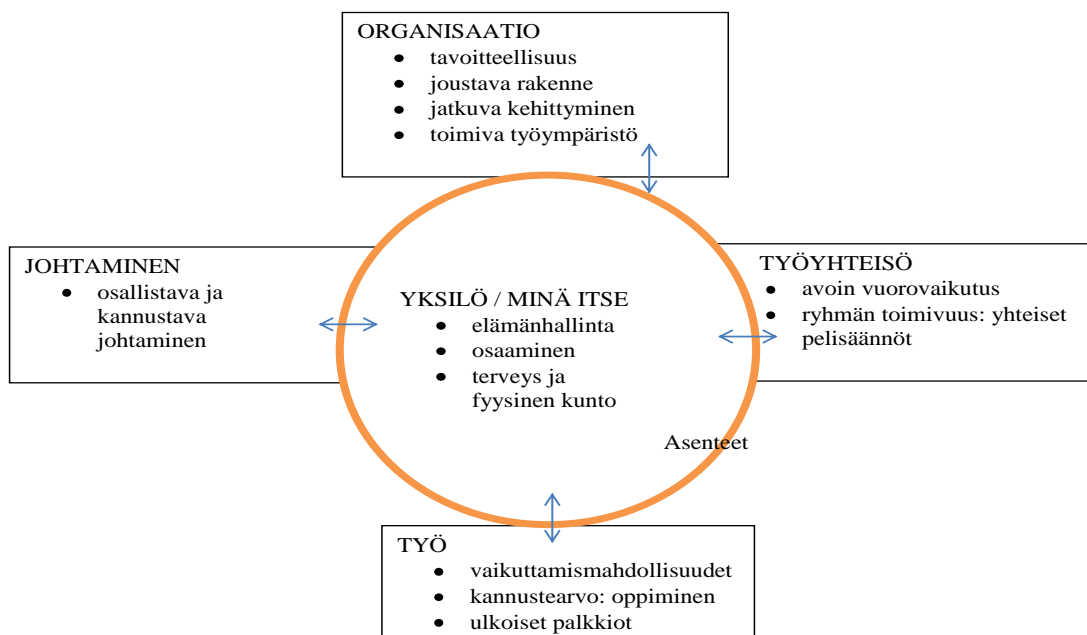 ORGANISAATIO
• tavoitteellisuus
• joustava rakenne
• jatkuva kehittyminen
• toimiva työympäristö
JOHTAMINEN
• osallistava ja
kannustava
johtaminen
YKSILÖ / MINÄ ITSE
• elämänhallinta
• osaaminen
• terveys ja
fyysinen kunto
TYÖYHTEISÖ
• avoin vuorovaikutus
• ryhmän toimivuus: yhteiset
pelisäännöt
Asenteet
TYÖ
• vaikuttamismahdollisuudet
• kannustearvo: oppiminen
• ulkoiset palkkiot